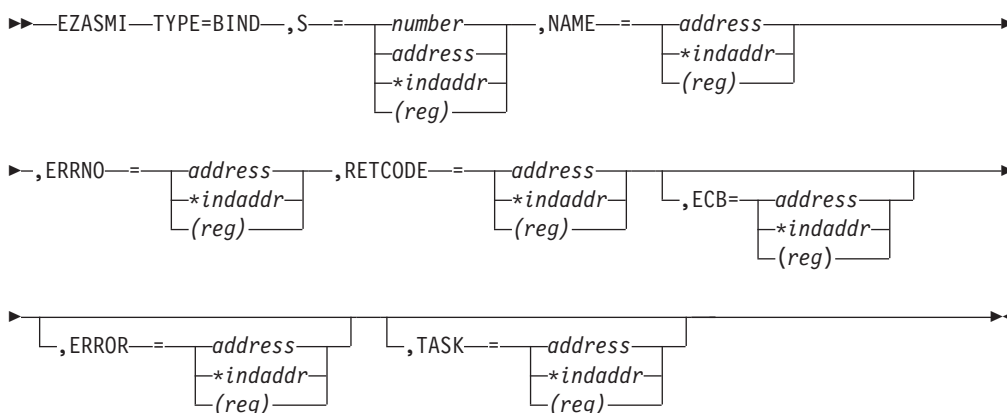 EZASMI TYPE=BIND ,S = number ,NAME = address
address *indaddr
*indaddr (reg)
(reg)
,ERRNO = address ,RETCODE = address ,ECB= address
*indaddr *indaddr *indaddr
(reg) (reg) (reg)
,ERROR = address ,TASK = address
*indaddr *indaddr
(reg) (reg)